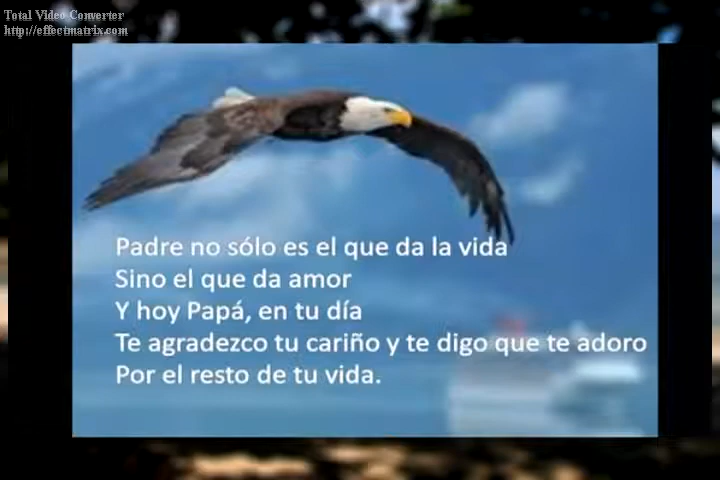 Total Video Converter
http://effectmatrix.com
Padre no sólo es el que da la vida
Sino el que da amor
Y hoy Papá, en tu día
Te agradezco tu cariño y te digo que te adoro
Por el resto de tu vida.